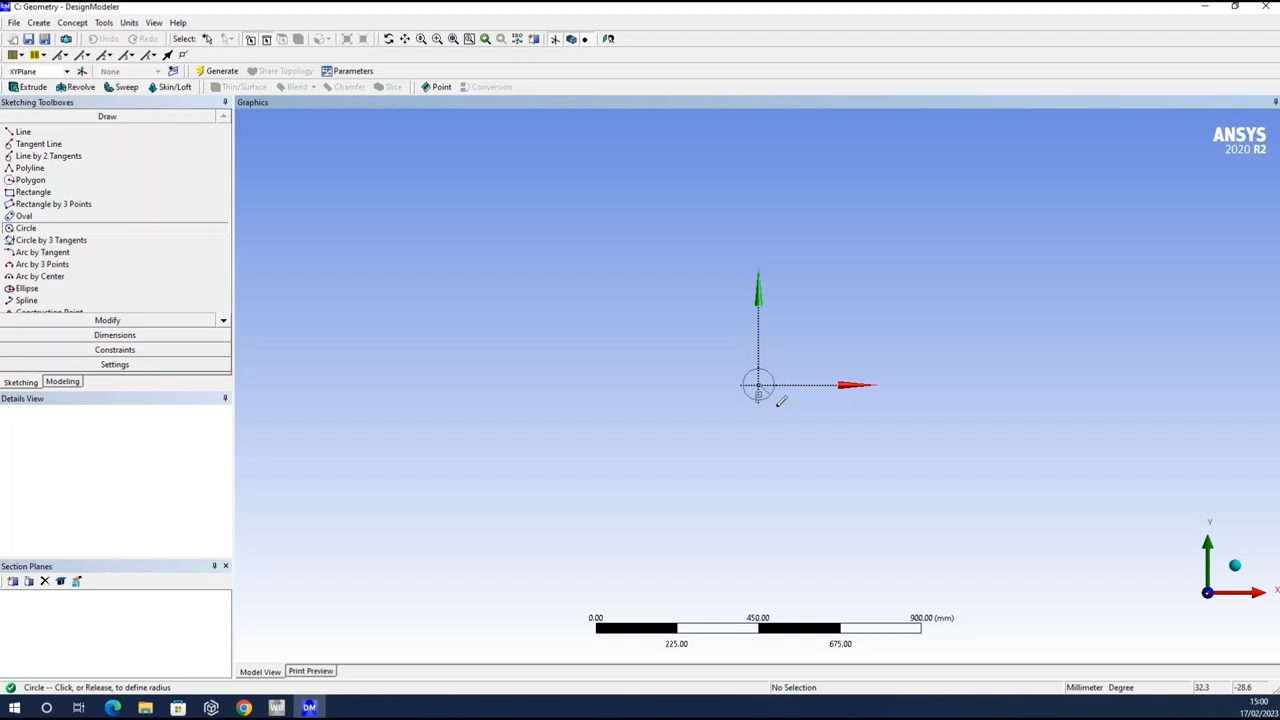 C: Geometry - DesignModeler
File Create Concept Tools Units View Help
Undo Redo Select:
XYPlane None Generate Share Topology Parameters
Extrude Revolve Sweep Skin/Loft Thin/Surface Blend Chamfer Slice Point Conversion
Sketching Toolboxes
Graphics
Draw
Line
Tangent Line
Line by 2 Tangents
Polyline
Polygon
Rectangle
Rectangle by 3 Points
Oval
Circle
Circle by 3 Tangents
Arc by Tangent
Arc by 3 Points
Arc by Center
Ellipse
Spline
Construction Point
Modify
Dimensions
Constraints
Settings
Sketching Modeling
Details View
Section Planes
ANSYS
2020 R2
Y
X
0.00 450.00 900.00 (mm)
225.00 675.00
Model View Print Preview
Circle -- Click, or Release, to define radius No Selection Millimeter Degree 32.3 -28.6
15:00
17/02/2023